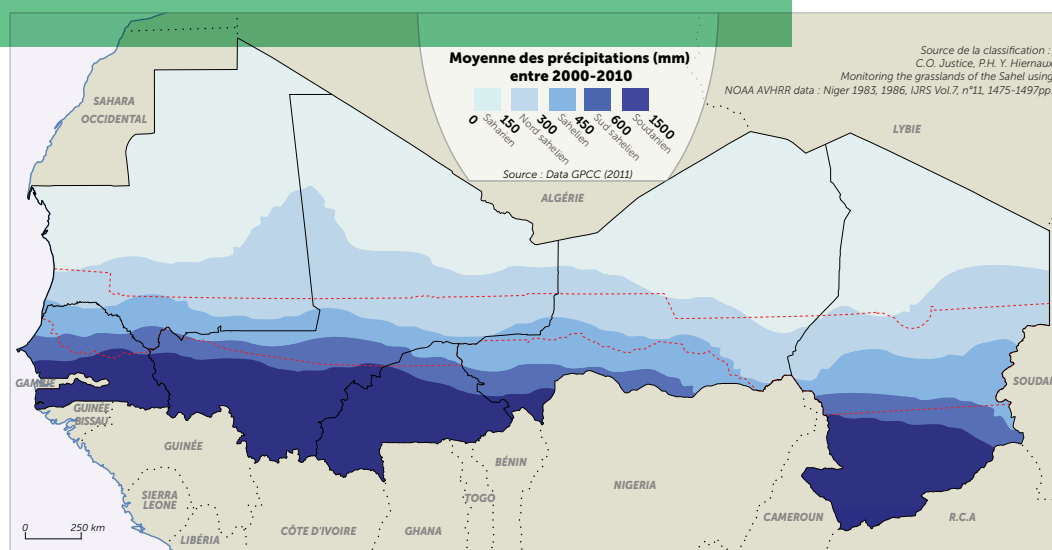 Moyenne des précipitations (mm)
entre 2000-2010
0
150
300
450
600
1500
Saharien
Nord sahelien
Sahelien
Sud sahelien
Soudanien
Source : Data GPCC (2011)
Source de la classification :
C.O. Justice, P.H. Y. Hiernaux
Monitoring the grasslands of the Sahel using
NOAA AVHRR data : Niger 1983, 1986, IJRS Vol.7, n°11, 1475-1497pp.
SAHARA
OCCIDENTAL
LYBIE
ALGÉRIE
GAMBIE
SOUDAN
GUINÉE
BISSAU
GUINÉE
BÉNIN
NIGERIA
SIERRA
LEONE
TOGO
LIBÉRIA
CÔTE D'IVOIRE
GHANA
CAMEROUN
R.C.A
0
250 km